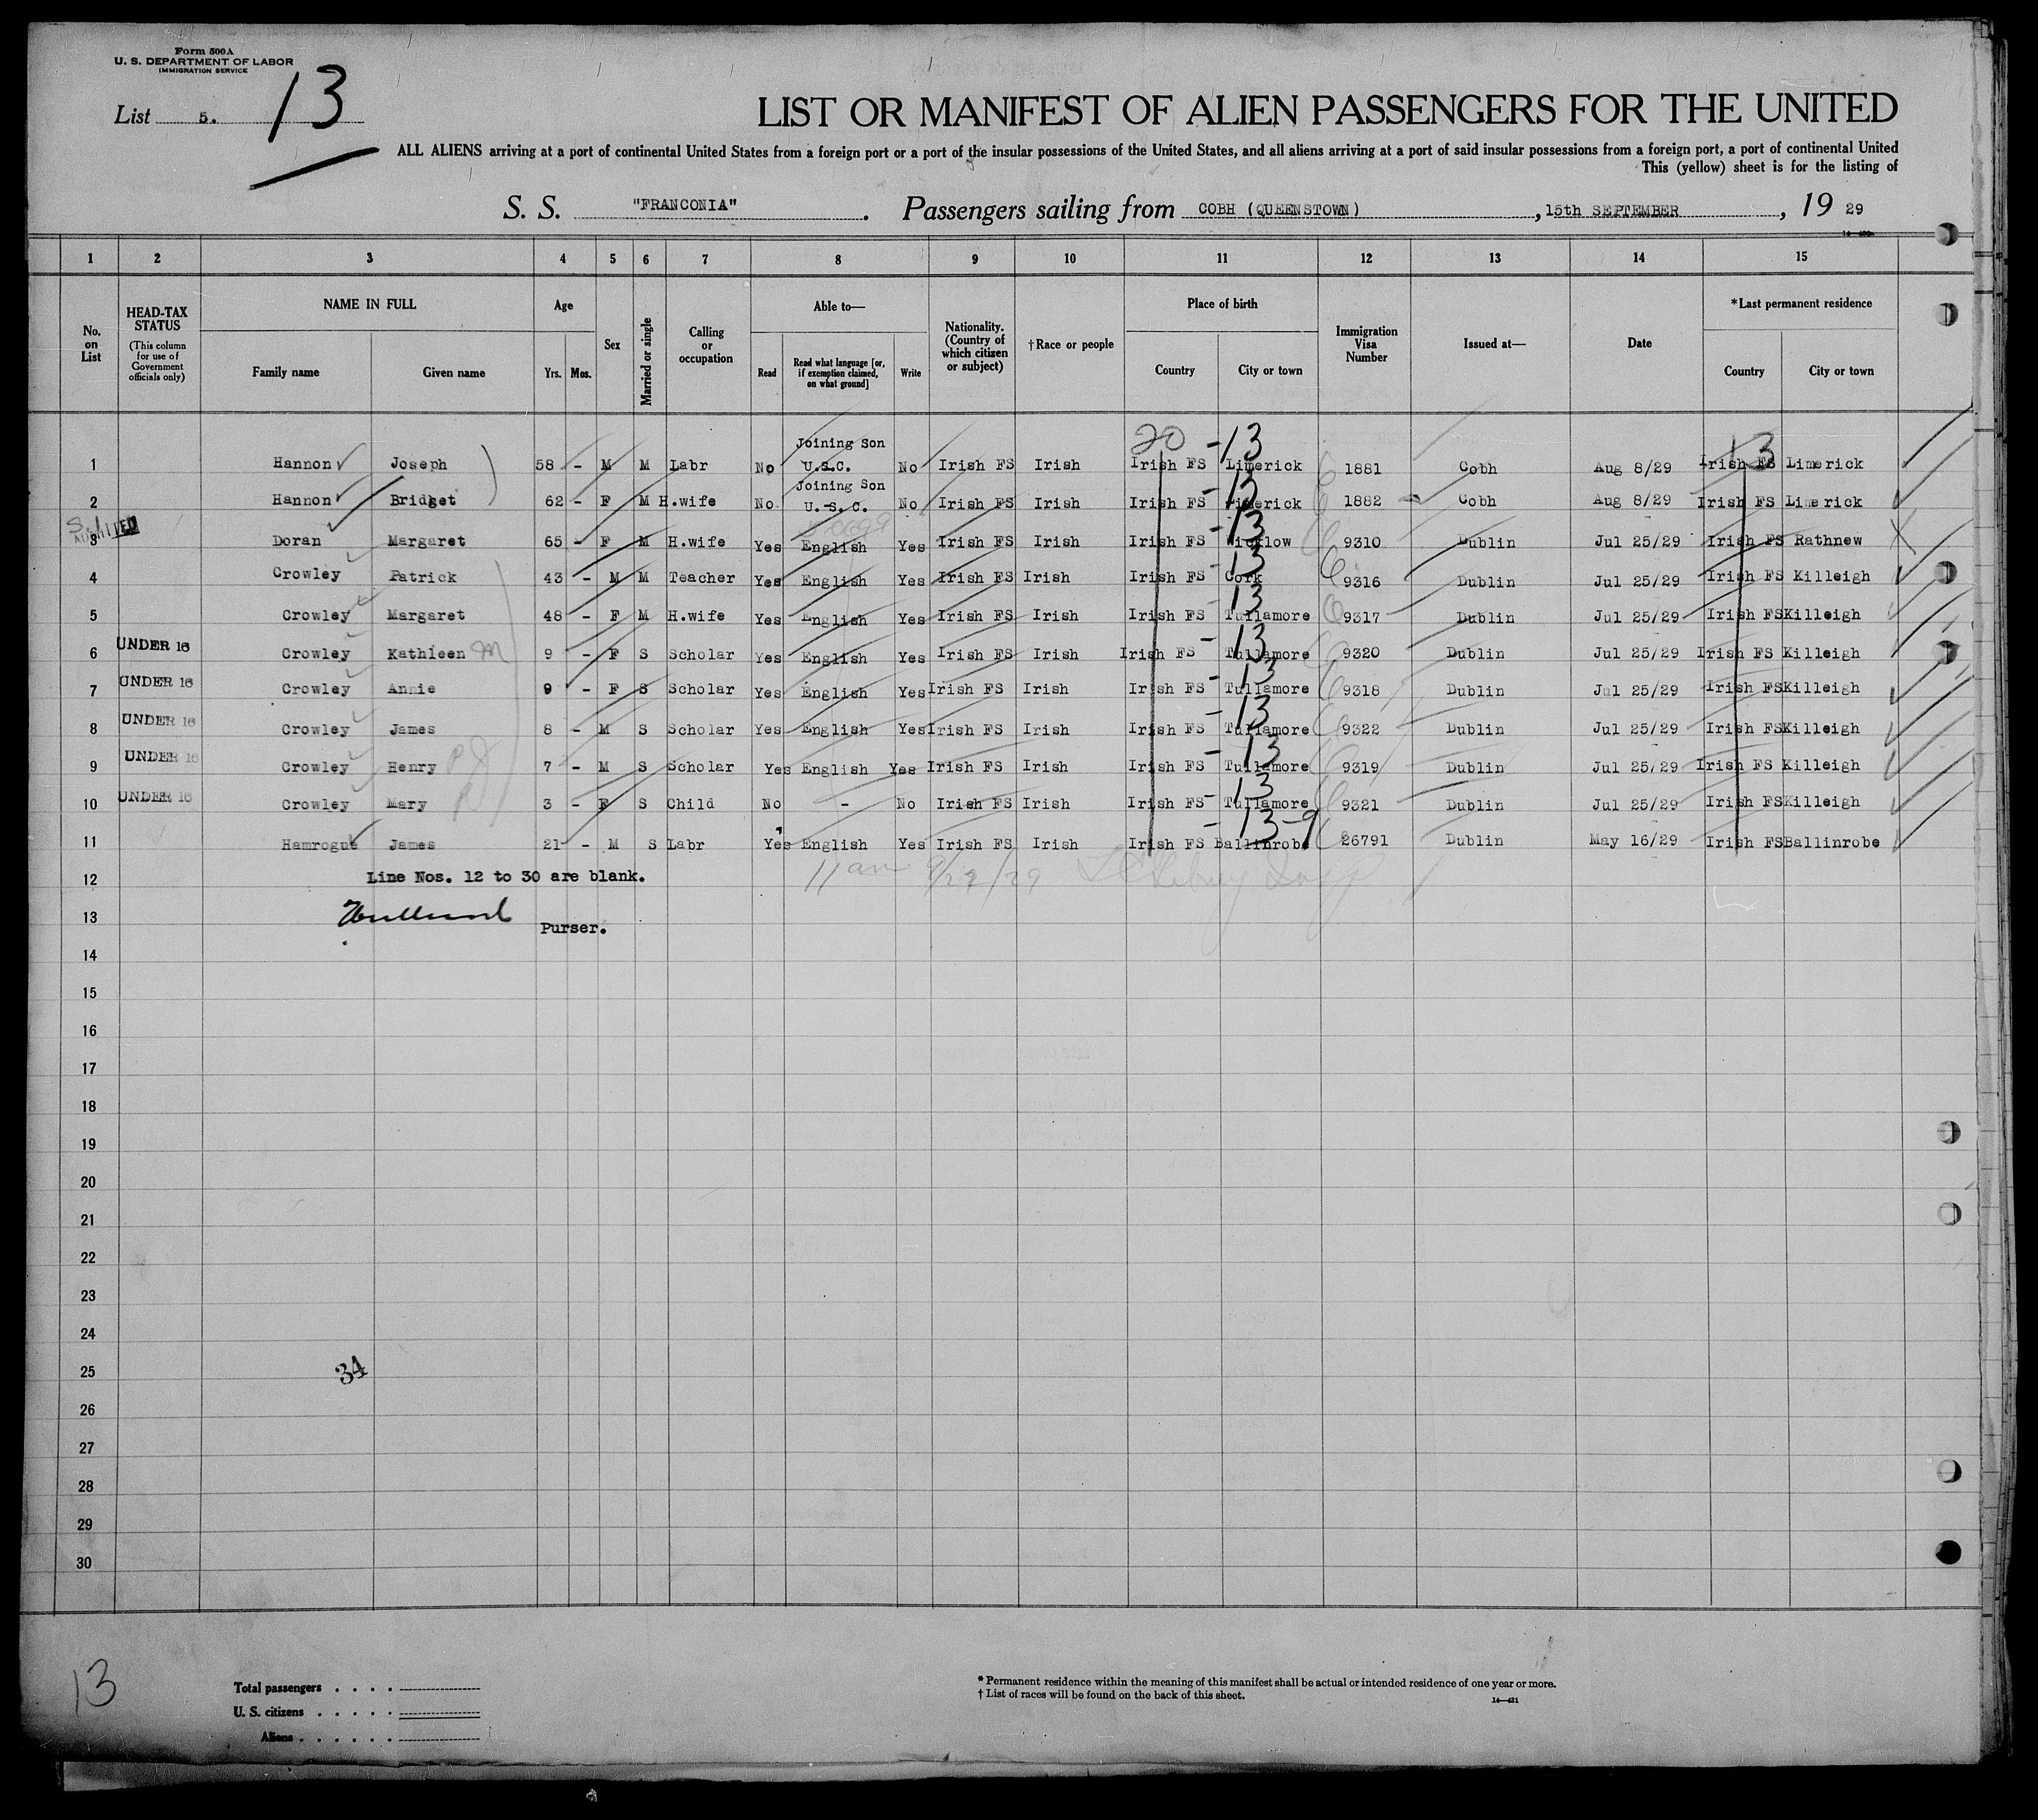 Form 500A
U. S. DEPARTMENT OF LABOR
IMMIGRATION SERVICE
List 5. 13
LIST OR MANIFEST OF ALIEN PASSENGERS FOR THE UNITED
ALL ALIENS arriving at a port of continental United States from a foreign port or a port of the insular possessions of the United States, and all aliens arriving at a port of said insular possessions from a foreign port, a port of continental United
This (yellow) sheet is for the listing of
S. S. "FRANCONIA". Passengers sailing from COBH (QUEENSTOWN), 15th SEPTEMBER, 19 29
1 2 3 4 5 6 7 8 9 10 11 12 13 14 15
No. on List
HEAD-TAX STATUS (This column for use of Government officials only)
NAME IN FULL
Family name Given name
Age
Yrs. Mos.
Sex
Married or single
Calling or occupation
Able to—
Read Read what language [or, if exemption claimed, on what ground] Write
Nationality. (Country of which citizen or subject)
†Race or people
Place of birth
Country City or town
Immigration Visa Number
Issued at—
Date
*Last permanent residence
Country City or town
20 -13 13
1 Hannon Joseph 58 - M M Labr No Joining Son U.S.C. No Irish FS Irish Irish FS Limerick 1881 Cobh Aug 8/29 Irish FS Limerick
2 Hannon Bridget 62 - F M H.wife No Joining Son U.S.C. No Irish FS Irish Irish FS -13 Limerick 1882 Cobh Aug 8/29 Irish FS Limerick
3 Doran Margaret 65 - F M H.wife Yes English Yes Irish FS Irish Irish FS -13 Wicklow 9310 Dublin Jul 25/29 Irish FS Rathnew X
4 Crowley Patrick 43 - M M Teacher Yes English Yes Irish FS Irish Irish FS -13 Cork 9316 Dublin Jul 25/29 Irish FS Killeigh
5 Crowley Margaret 48 - F M H.wife Yes English Yes Irish FS Irish Irish FS -13 Tullamore 9317 Dublin Jul 25/29 Irish FS Killeigh
6 UNDER 16 Crowley Kathleen M 9 - F S Scholar Yes English Yes Irish FS Irish Irish FS -13 Tullamore 9320 Dublin Jul 25/29 Irish FS Killeigh
7 UNDER 16 Crowley Annie 9 - F S Scholar Yes English Yes Irish FS Irish Irish FS -13 Tullamore 9318 Dublin Jul 25/29 Irish FS Killeigh
8 UNDER 16 Crowley James 8 - M S Scholar Yes English Yes Irish FS Irish Irish FS -13 Tullamore 9322 Dublin Jul 25/29 Irish FS Killeigh
9 UNDER 16 Crowley Henry 7 - M S Scholar Yes English Yes Irish FS Irish Irish FS -13 Tullamore 9319 Dublin Jul 25/29 Irish FS Killeigh
10 UNDER 16 Crowley Mary 3 - F S Child No - No Irish FS Irish Irish FS -13 Tullamore 9321 Dublin Jul 25/29 Irish FS Killeigh
11 Hamrogue James 21 - M S Labr Yes English Yes Irish FS Irish Irish FS -13-9 Ballinrobe 26791 Dublin May 16/29 Irish FS Ballinrobe
12 Line Nos. 12 to 30 are blank. 11 am
13 Purser.
14
15
16
17
18
19
20
21
22
23
24
25 34
26
27
28
29
30
13
Total passengers . . . .
U. S. citizens . . . . .
Aliens . . . . . .
* Permanent residence within the meaning of this manifest shall be actual or intended residence of one year or more.
† List of races will be found on the back of this sheet. 14—431